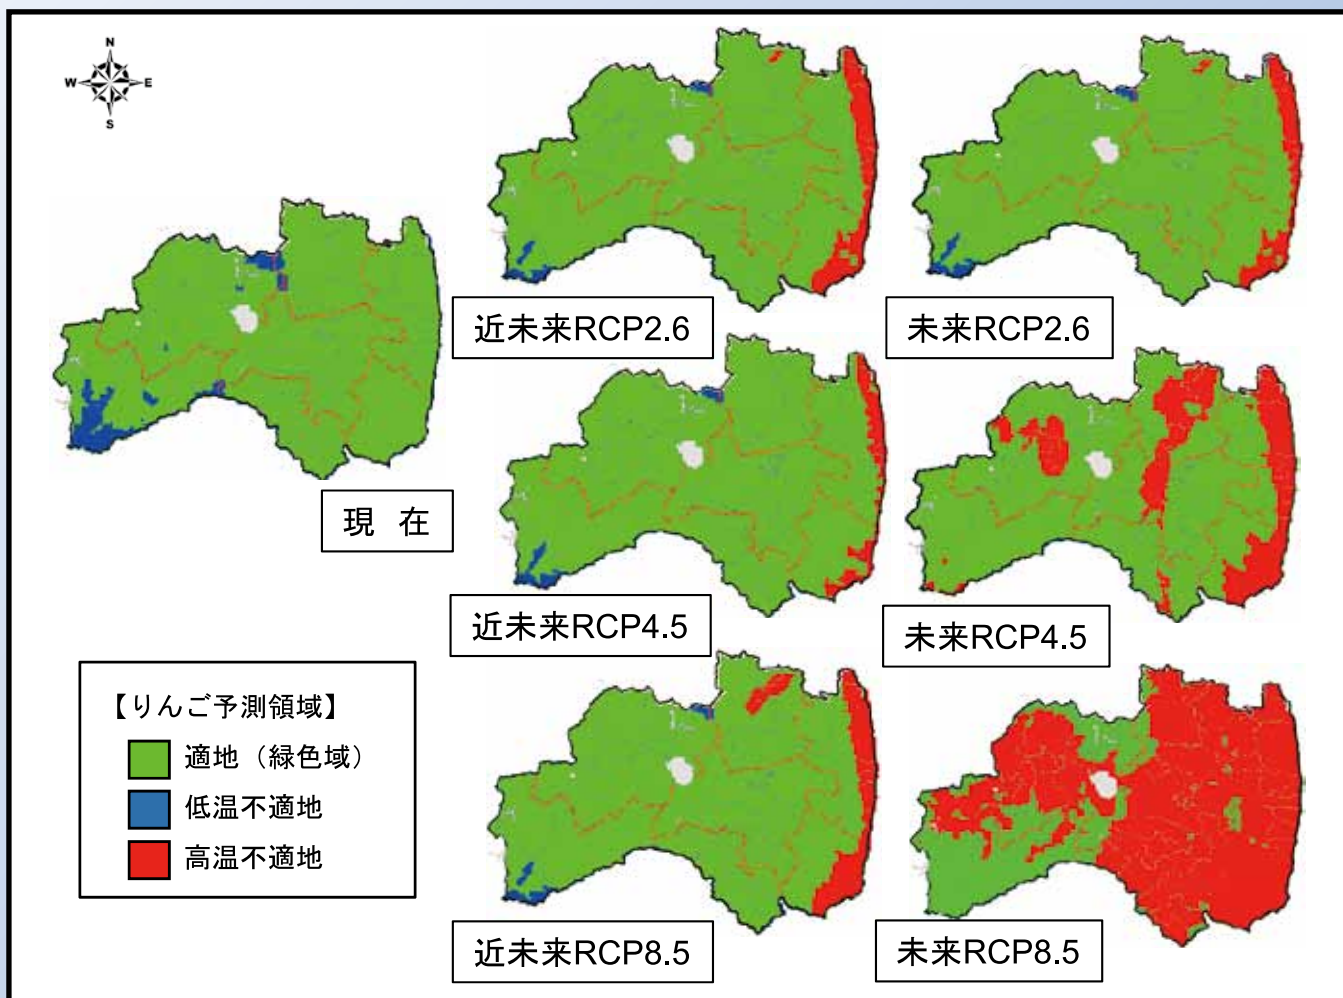 N
W E
S
近未来RCP2.6
未来RCP2.6
現 在
近未来RCP4.5
未来RCP4.5
【りんご予測領域】
適地（緑色域）
低温不適地
高温不適地
近未来RCP8.5
未来RCP8.5